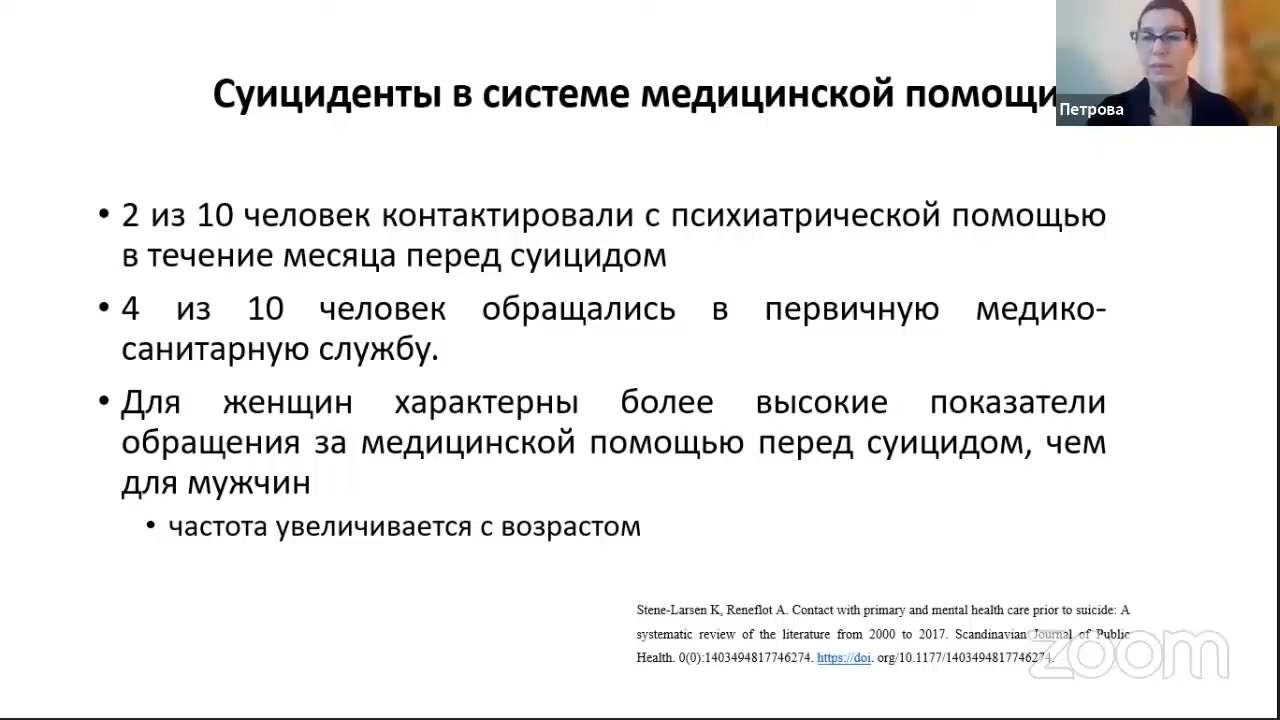 Суициденты в системе медицинской помощи
Петрова
• 2 из 10 человек контактировали с психиатрической помощью
в течение месяца перед суицидом
• 4 из 10 человек обращались в первичную медико-
санитарную службу.
• Для женщин характерны более высокие показатели
обращения за медицинской помощью перед суицидом, чем
для мужчин
• частота увеличивается с возрастом
Stene-Larsen K, Reneflot A. Contact with primary and mental health care prior to suicide: A
systematic review of the literature from 2000 to 2017. Scandinavian Journal of Public
Health. 0(0):1403494817746274. https://doi. org/10.1177/1403494817746274.
zoom